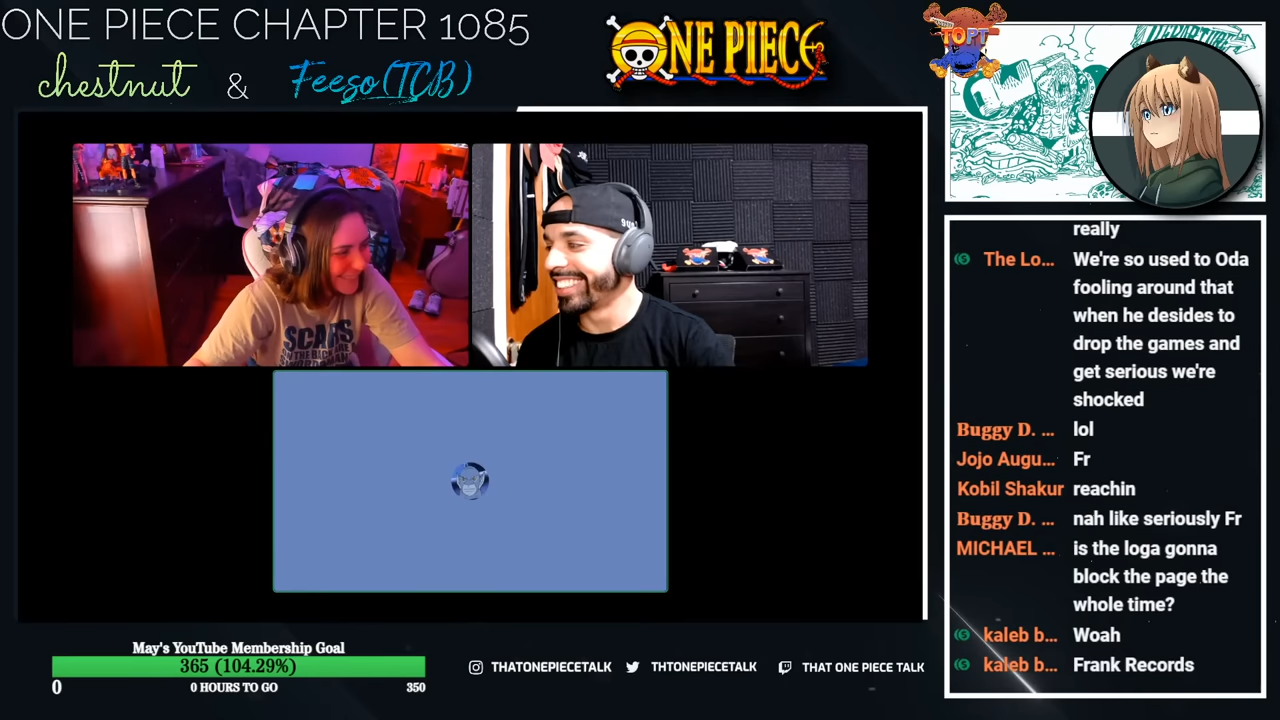 ONE PIECE CHAPTER 1085
chestnut & Feeso(TCB)
ONE PIECE
TOPT
DEPARTURE
SCARS
really
The Lo... We're so used to Oda
fooling around that
when he desides to
drop the games and
get serious we're
shocked
Buggy D. ... lol
Jojo Augu... Fr
Kobil Shakur reachin
Buggy D. ... nah like seriously Fr
MICHAEL ... is the loga gonna
block the page the
whole time?
kaleb b... Woah
kaleb b... Frank Records
May's YouTube Membership Goal
365 (104.29%)
0 0 HOURS TO GO 350
THATONEPIECETALK THTONEPIECETALK THAT ONE PIECE TALK